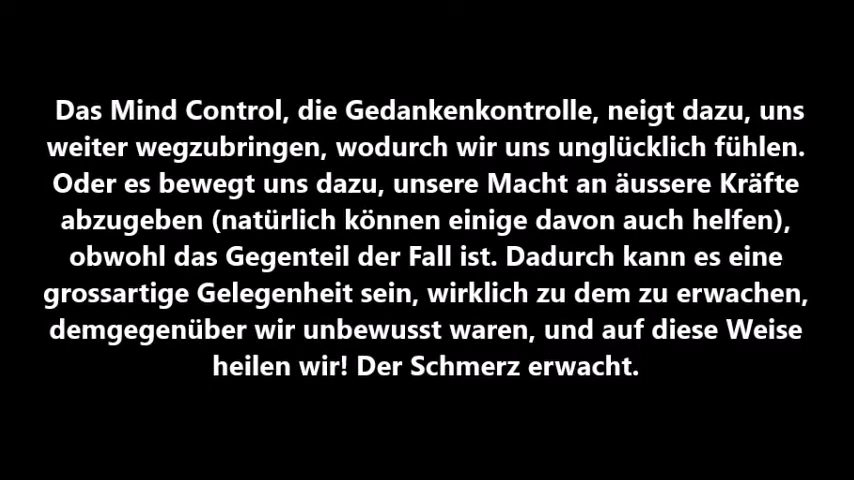 Das Mind Control, die Gedankenkontrolle, neigt dazu, uns
weiter wegzubringen, wodurch wir uns unglücklich fühlen.
Oder es bewegt uns dazu, unsere Macht an äussere Kräfte
abzugeben (natürlich können einige davon auch helfen),
obwohl das Gegenteil der Fall ist. Dadurch kann es eine
grossartige Gelegenheit sein, wirklich zu dem zu erwachen,
demgegenüber wir unbewusst waren, und auf diese Weise
heilen wir! Der Schmerz erwacht.